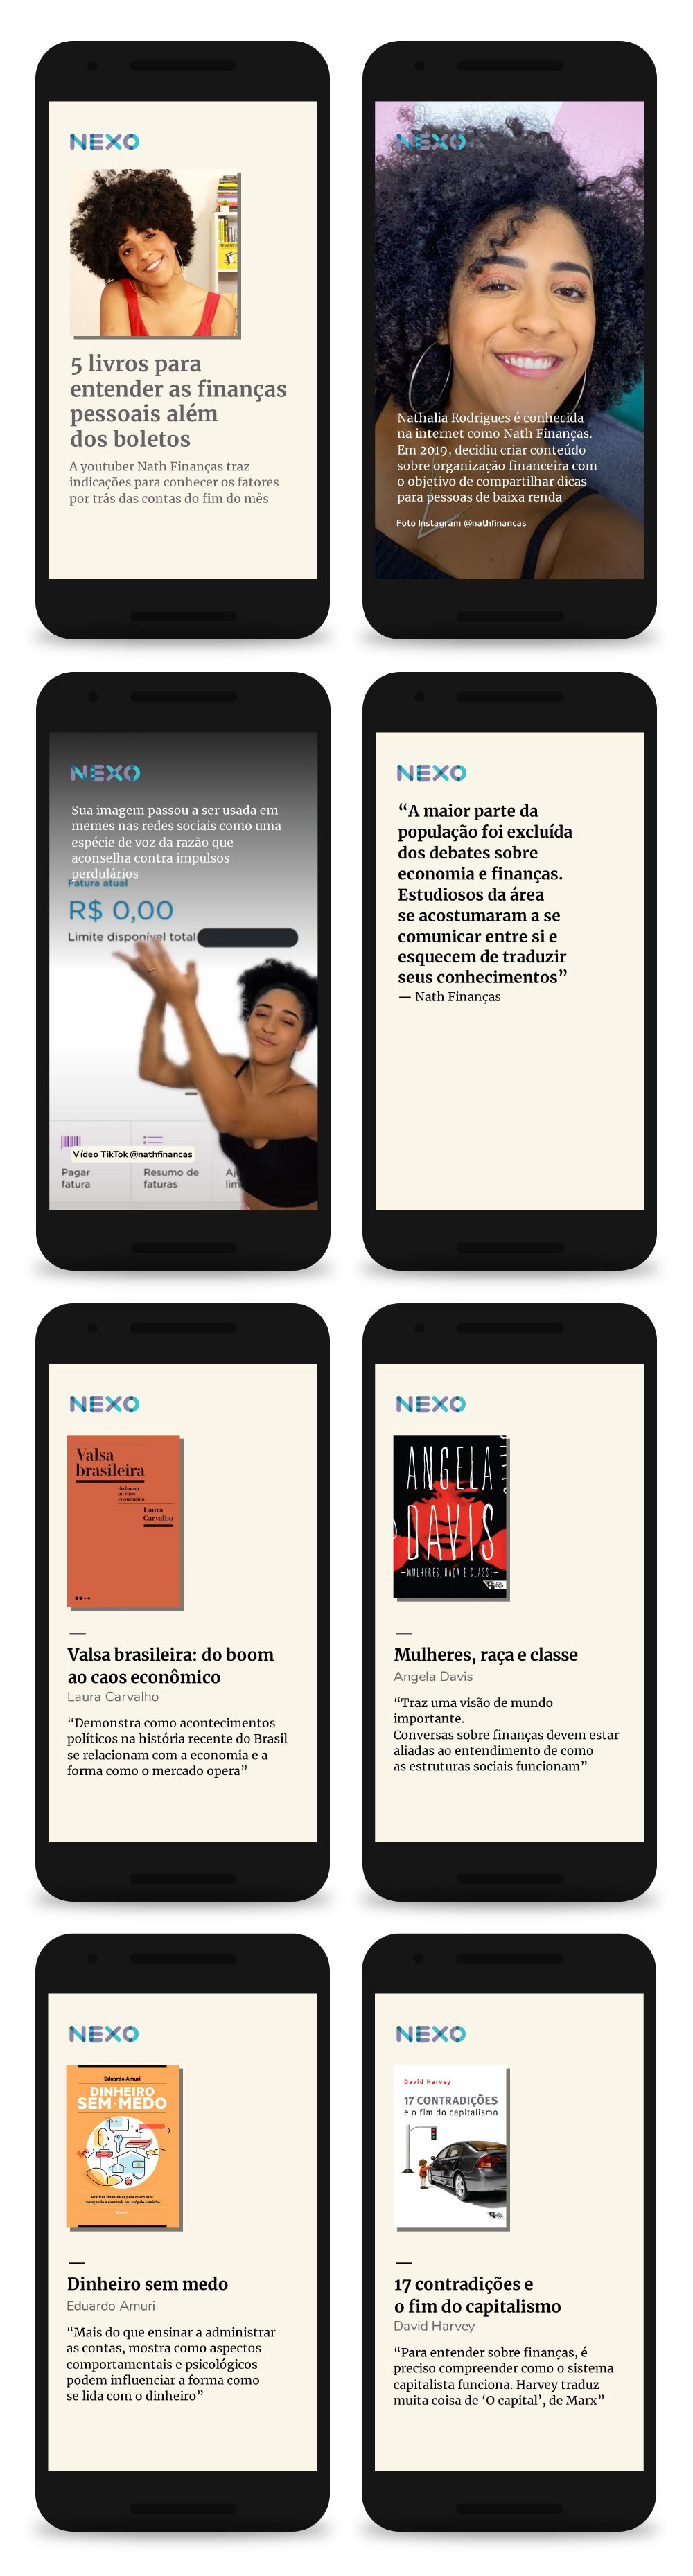 NEXO
5 livros para
entender as finanças
pessoais além
dos boletos
A youtuber Nath Finanças traz
indicações para conhecer os fatores
por trás das contas do fim do mês
NEXO
Nathalia Rodrigues é conhecida
na internet como Nath Finanças.
Em 2019, decidiu criar conteúdo
sobre organização financeira com
o objetivo de compartilhar dicas
para pessoas de baixa renda
Foto Instagram @nathfinancas
NEXO
Sua imagem passou a ser usada em
memes nas redes sociais como uma
espécie de voz da razão que
aconselha contra impulsos
perdulários
Fatura atual
R$ 0,00
Limite disponível total
Vídeo TikTok @nathfinancas
Pagar
fatura
Resumo de
faturas
NEXO
“A maior parte da
população foi excluída
dos debates sobre
economia e finanças.
Estudiosos da área
se acostumaram a se
comunicar entre si e
esquecem de traduzir
seus conhecimentos”
— Nath Finanças
NEXO
Valsa
brasileira
do boom
ao caos
econômico
Laura
Carvalho
Valsa brasileira: do boom
ao caos econômico
Laura Carvalho
“Demonstra como acontecimentos
políticos na história recente do Brasil
se relacionam com a economia e a
forma como o mercado opera”
NEXO
ANGELA
DAVIS
—MULHERES, RAÇA E CLASSE—
Mulheres, raça e classe
Angela Davis
“Traz uma visão de mundo
importante.
Conversas sobre finanças devem estar
aliadas ao entendimento de como
as estruturas sociais funcionam”
NEXO
Eduardo Amuri
DINHEIRO
SEM·MEDO
Práticas financeiras para quem está
começando a construir seu próprio caminho
Dinheiro sem medo
Eduardo Amuri
“Mais do que ensinar a administrar
as contas, mostra como aspectos
comportamentais e psicológicos
podem influenciar a forma como
se lida com o dinheiro”
NEXO
David Harvey
17 CONTRADIÇÕES
e o fim do capitalismo
17 contradições e
o fim do capitalismo
David Harvey
“Para entender sobre finanças, é
preciso compreender como o sistema
capitalista funciona. Harvey traduz
muita coisa de ‘O capital’, de Marx”